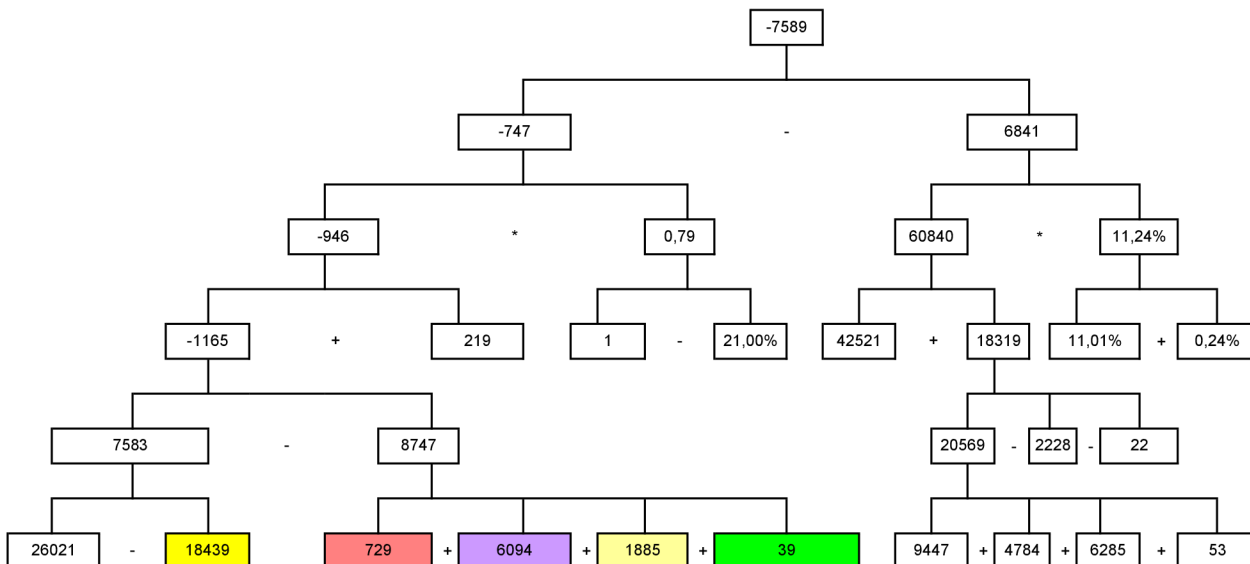 -7589
-747 - 6841
-946 * 0,79 60840 * 11,24%
-1165 + 219 1 - 21,00% 42521 + 18319 11,01% + 0,24%
7583 - 8747 20569 - 2228 - 22
26021 - 18439 729 + 6094 + 1885 + 39 9447 + 4784 + 6285 + 53